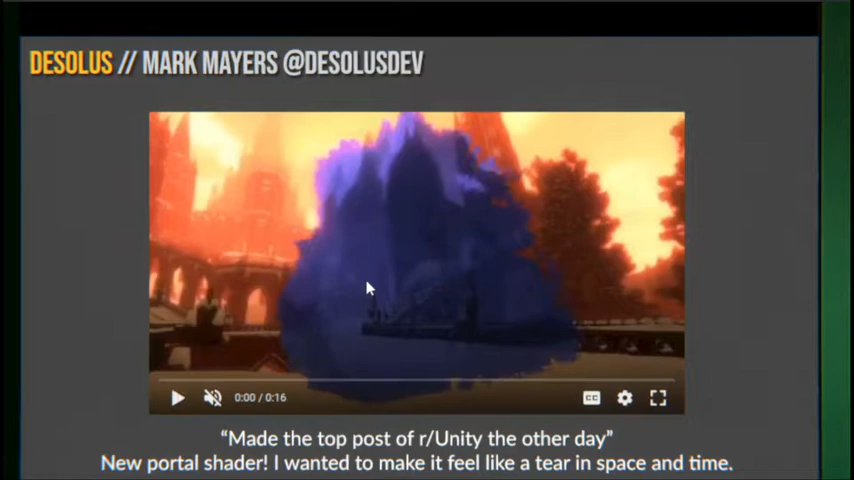 DESOLUS // MARK MAYERS @DESOLUSDEV
0:00 / 0:16
CC
“Made the top post of r/Unity the other day”
New portal shader! I wanted to make it feel like a tear in space and time.